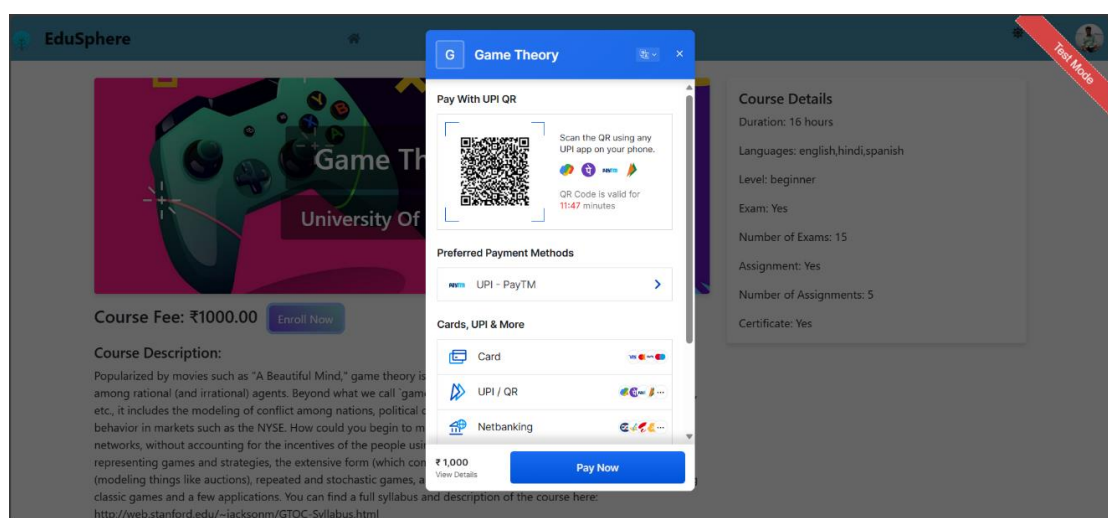 EduSphere
Test Mode
G Game Theory
Game Th
University Of
Pay With UPI QR
Scan the QR using any
UPI app on your phone.
QR Code is valid for
11:47 minutes
Preferred Payment Methods
UPI - PayTM
Cards, UPI & More
Card
UPI / QR
Netbanking
₹ 1,000
View Details
Pay Now
Course Details
Duration: 16 hours
Languages: english,hindi,spanish
Level: beginner
Exam: Yes
Number of Exams: 15
Assignment: Yes
Number of Assignments: 5
Certificate: Yes
Course Fee: ₹1000.00 Enroll Now
Course Description:
Popularized by movies such as "A Beautiful Mind," game theory is
among rational (and irrational) agents. Beyond what we call 'gam
etc., it includes the modeling of conflict among nations, political c
behavior in markets such as the NYSE. How could you begin to m
networks, without accounting for the incentives of the people usi
representing games and strategies, the extensive form (which con
(modeling things like auctions), repeated and stochastic games, a
classic games and a few applications. You can find a full syllabus and description of the course here:
http://web.stanford.edu/~jacksonm/GTOC-Syllabus.html